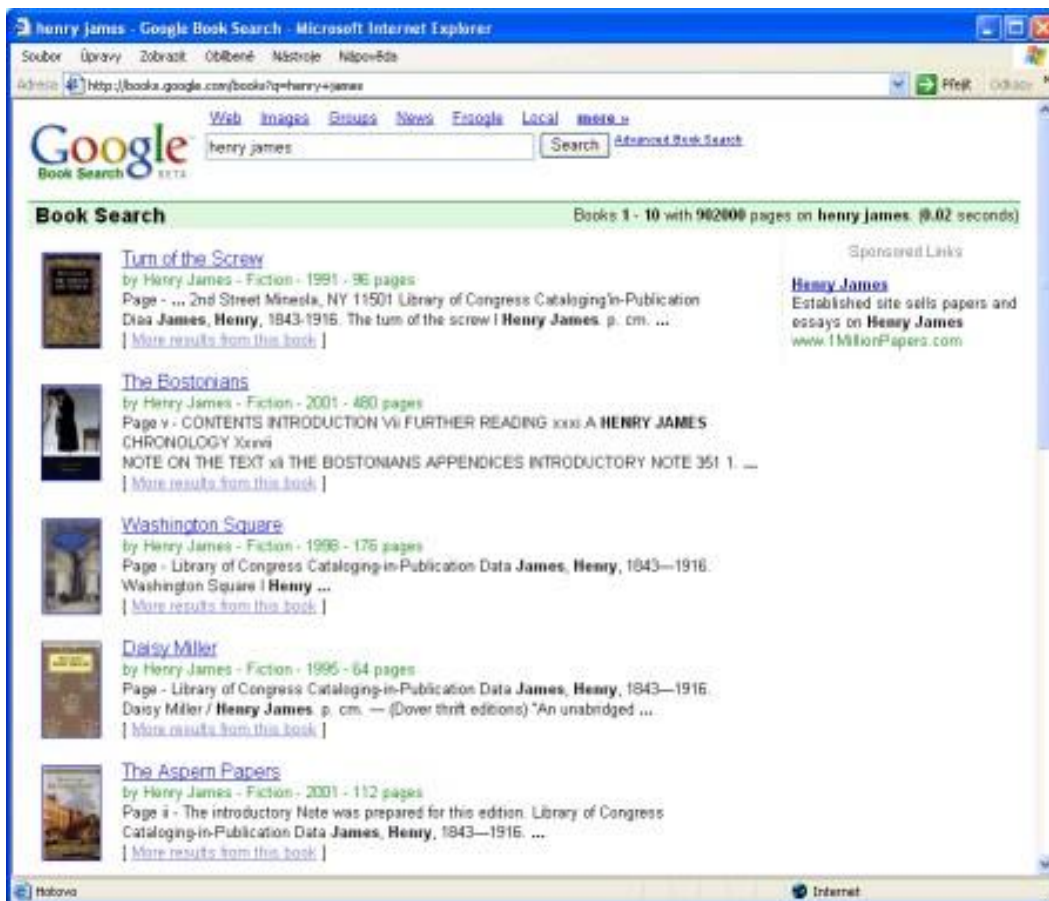 henry james - Google Book Search - Microsoft Internet Explorer
Soubor Úpravy Zobrazit Oblíbené Nástroje Nápověda
Adresa http://books.google.com/books?q=henry+james Přejít Odkazy
Web Images Groups News Froogle Local more »
Google
Book Search BETA
henry james Search Advanced Book Search
Book Search Books 1 - 10 with 902000 pages on henry james. (0.02 seconds)
Turn of the Screw
by Henry James - Fiction - 1991 - 96 pages
Page - ... 2nd Street Mineola, NY 11501 Library of Congress Cataloging'in-Publication
Diaa James, Henry, 1843-1916. The turn of the screw I Henry James. p. cm. ...
[ More results from this book ]
Sponsored Links
Henry James
Established site sells papers and
essays on Henry James
www.1MillionPapers.com
The Bostonians
by Henry James - Fiction - 2001 - 480 pages
Page v - CONTENTS INTRODUCTION Vii FURTHER READING xxxi A HENRY JAMES
CHRONOLOGY Xxxvii
NOTE ON THE TEXT xli THE BOSTONIANS APPENDICES INTRODUCTORY NOTE 351 1. ...
[ More results from this book ]
Washington Square
by Henry James - Fiction - 1998 - 176 pages
Page - Library of Congress Cataloging-in-Publication Data James, Henry, 1843—1916.
Washington Square I Henry ...
[ More results from this book ]
Daisy Miller
by Henry James - Fiction - 1995 - 64 pages
Page - Library of Congress Cataloging-in-Publication Data James, Henry, 1843—1916.
Daisy Miller / Henry James. p. cm. — (Dover thrift editions) "An unabridged ...
[ More results from this book ]
The Aspern Papers
by Henry James - Fiction - 2001 - 112 pages
Page ii - The introductory Note was prepared for this edition. Library of Congress
Cataloging-in-Publication Data James, Henry, 1843—1916. ...
[ More results from this book ]
Hotovo Internet